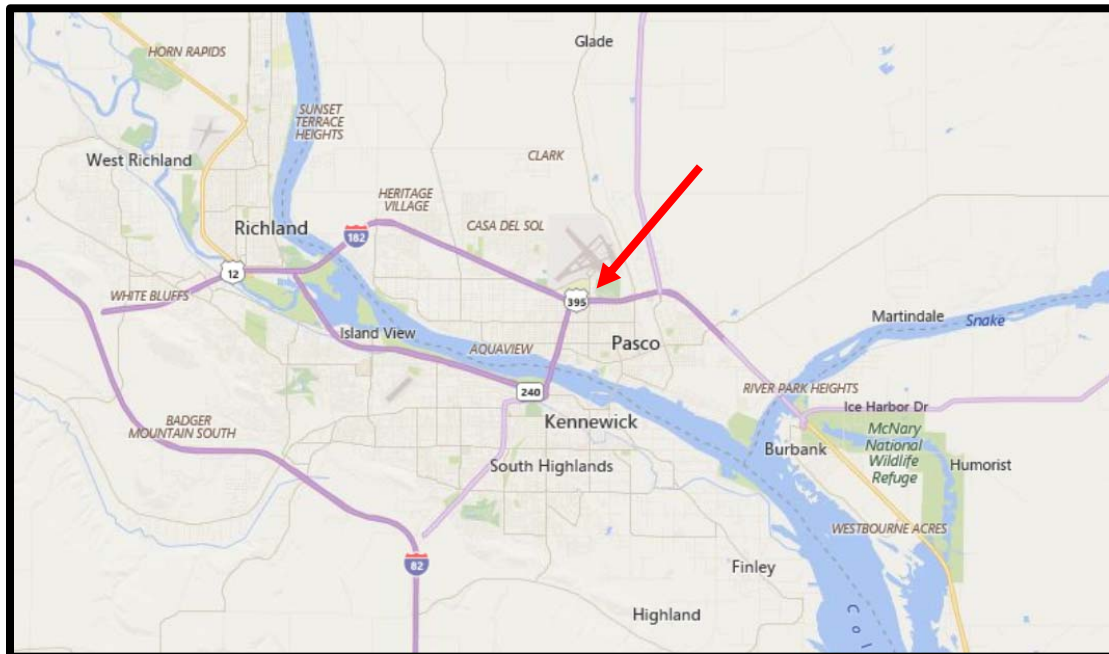 Glade
HORN RAPIDS
SUNSET
TERRACE
HEIGHTS
CLARK
West Richland
HERITAGE
VILLAGE
CASA DEL SOL
Richland
182
12
WHITE BLUFFS
395
Martindale
Snake
Island View
AQUAVIEW
Pasco
RIVER PARK HEIGHTS
240
Ice Harbor Dr
BADGER
MOUNTAIN SOUTH
Kennewick
McNary
National
Wildlife
Refuge
Burbank
South Highlands
Humorist
WESTBOURNE ACRES
82
Finley
Highland
C o l